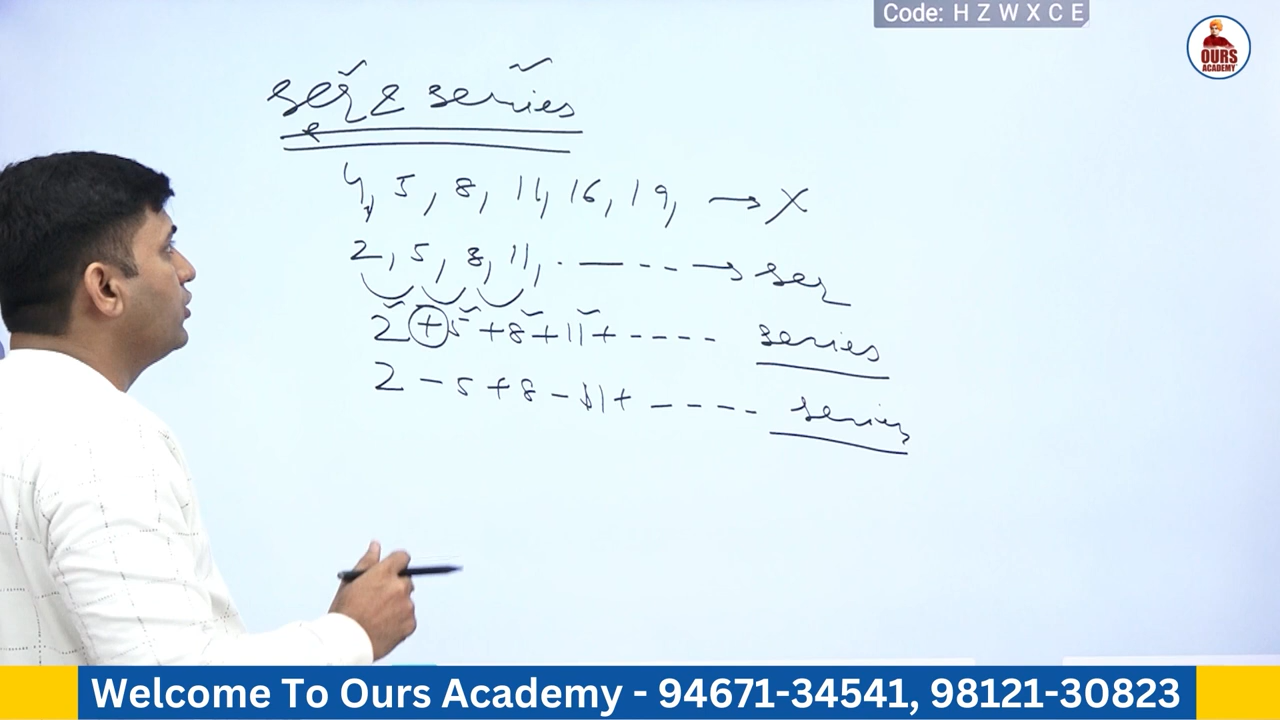 Code: H Z W X C E
OURS
ACADEMY
seq & series
4, 5, 8, 11, 16, 19, → X
2, 5, 8, 11, . — - - → seq
2 + 5 + 8 + 11 + - - - - series
2 - 5 + 8 - 11 + - - - - series
Welcome To Ours Academy - 94671-34541, 98121-30823